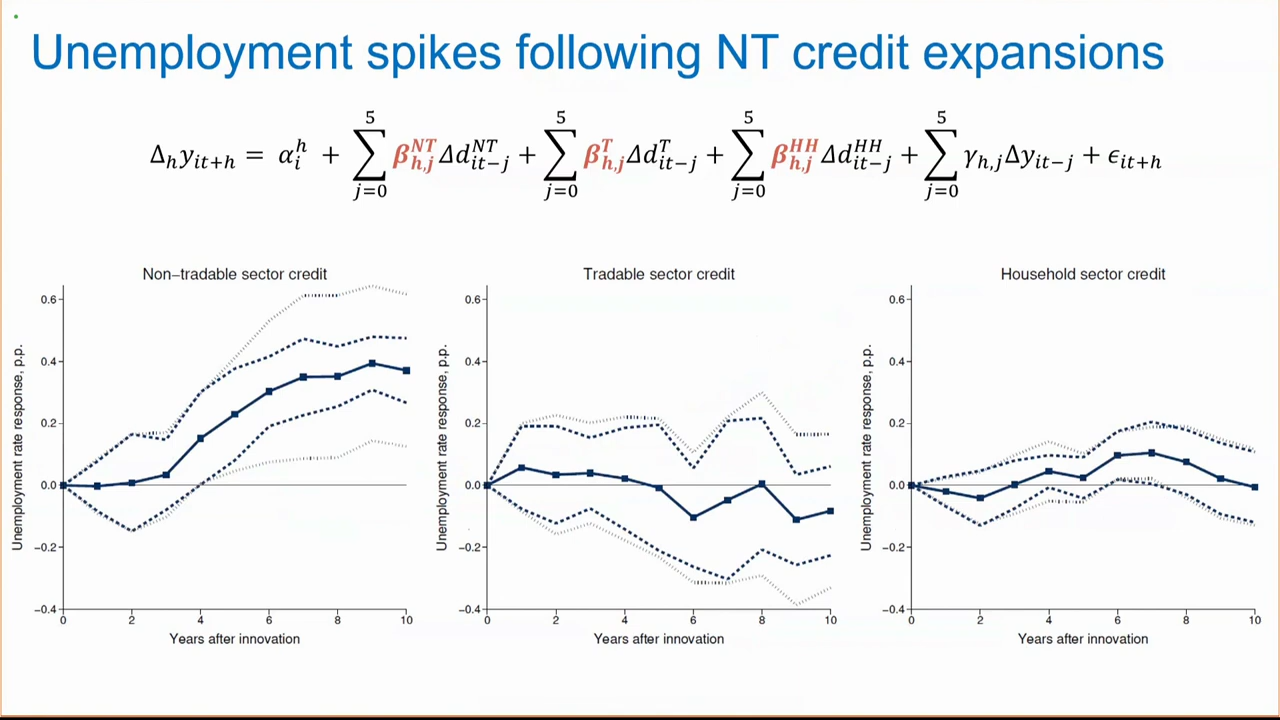 Unemployment spikes following NT credit expansions
Δ_h y_{it+h} = α_i^h + ∑_{j=0}^{5} β_{h,j}^{NT} Δd_{it−j}^{NT} + ∑_{j=0}^{5} β_{h,j}^{T} Δd_{it−j}^{T} + ∑_{j=0}^{5} β_{h,j}^{HH} Δd_{it−j}^{HH} + ∑_{j=0}^{5} γ_{h,j} Δy_{it−j} + ϵ_{it+h}
Non−tradable sector credit
Unemployment rate response, p.p.
0.6
0.4
0.2
0.0
−0.2
−0.4
0 2 4 6 8 10
Years after innovation
Tradable sector credit
Unemployment rate response, p.p.
0.6
0.4
0.2
0.0
−0.2
−0.4
0 2 4 6 8 10
Years after innovation
Household sector credit
Unemployment rate response, p.p.
0.6
0.4
0.2
0.0
−0.2
−0.4
0 2 4 6 8 10
Years after innovation